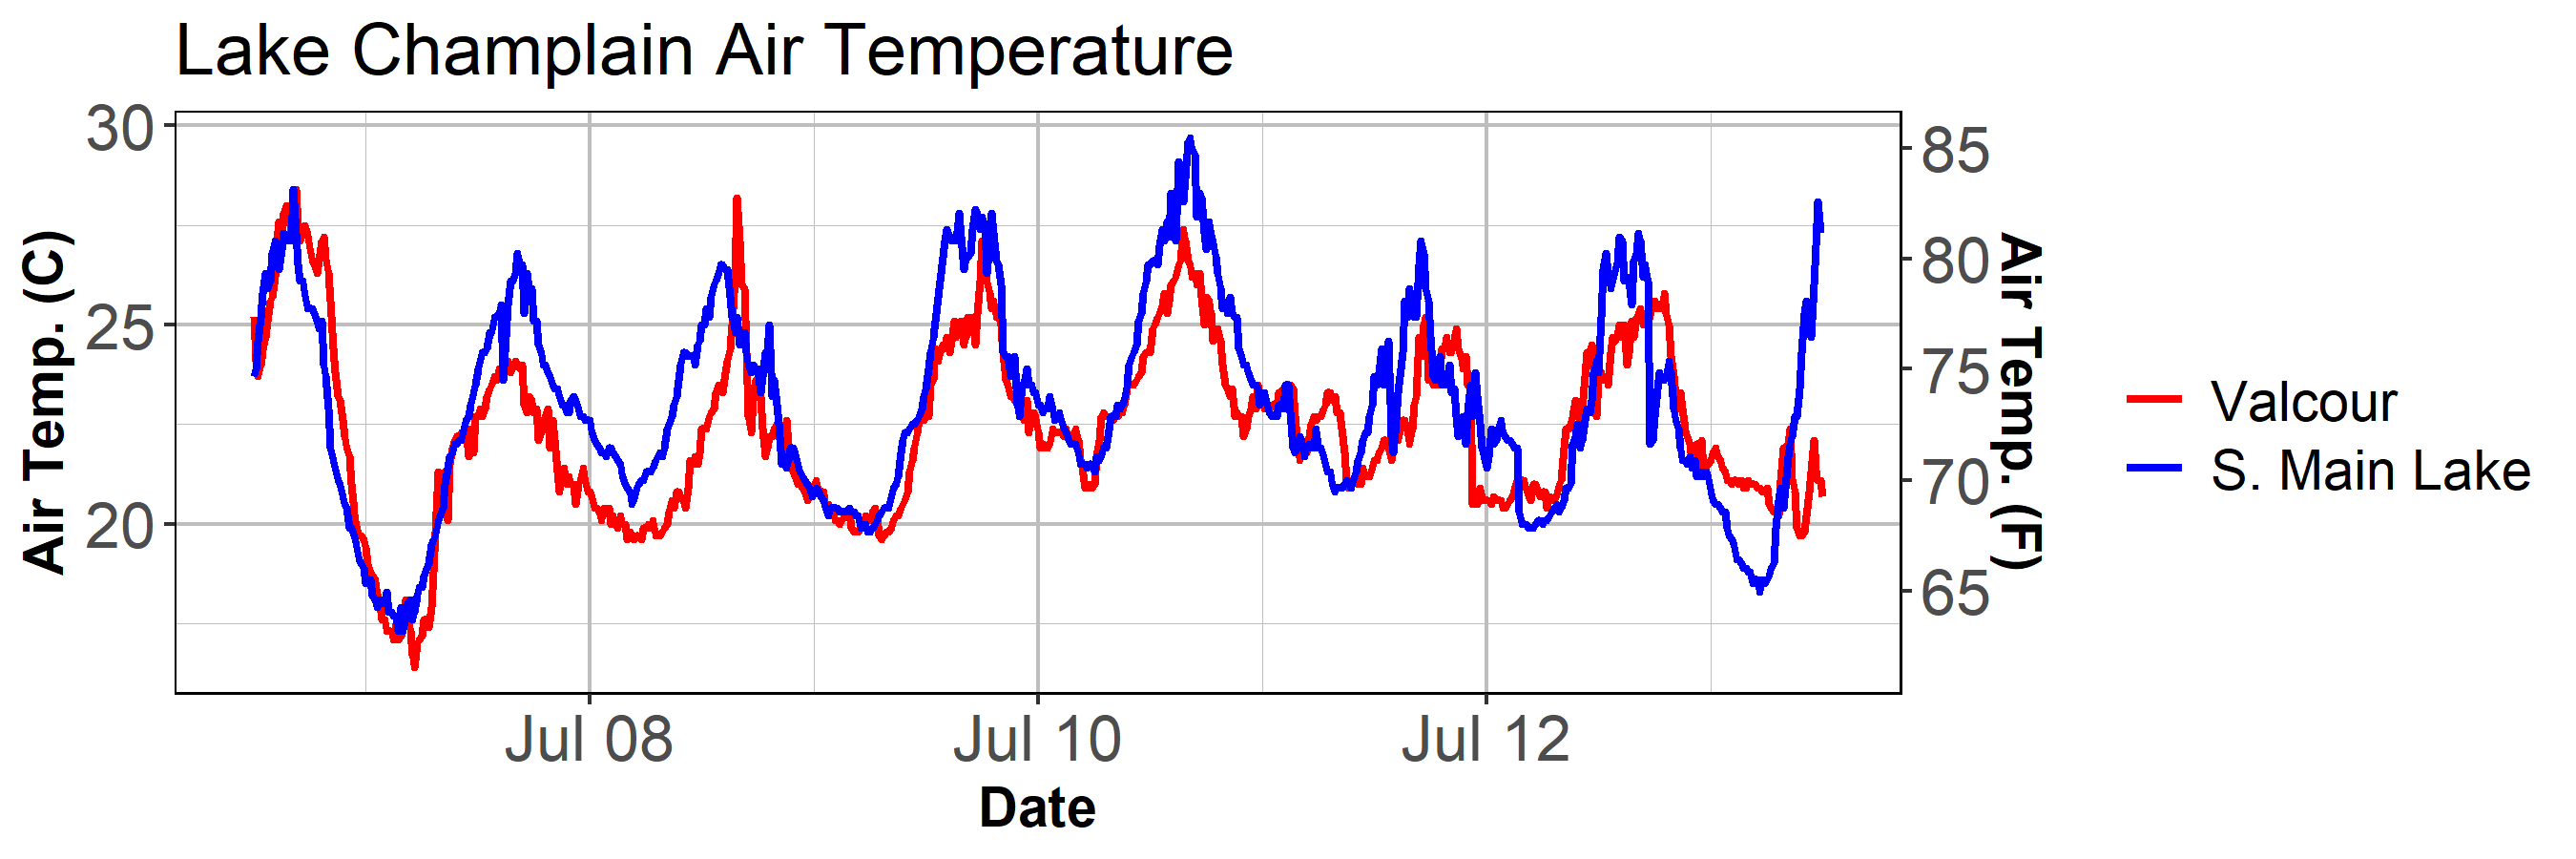 Lake Champlain Air Temperature
Air Temp. (C)
30
25
20
85
80
75
70
65
Air Temp. (F)
Jul 08
Jul 10
Jul 12
Date
Valcour
S. Main Lake